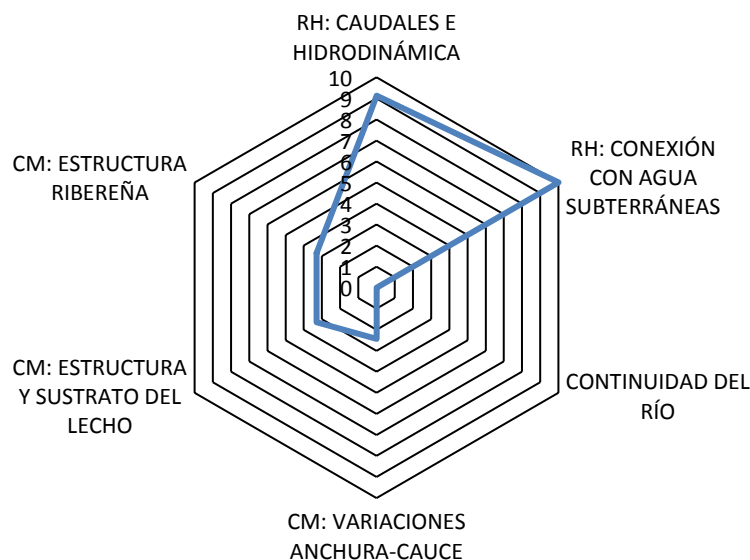 RH: CAUDALES E
HIDRODINÁMICA
10
9
8
7
6
5
4
3
2
1
0
RH: CONEXIÓN
CON AGUA
SUBTERRÁNEAS
CONTINUIDAD DEL
RÍO
CM: VARIACIONES
ANCHURA-CAUCE
CM: ESTRUCTURA
Y SUSTRATO DEL
LECHO
CM: ESTRUCTURA
RIBEREÑA